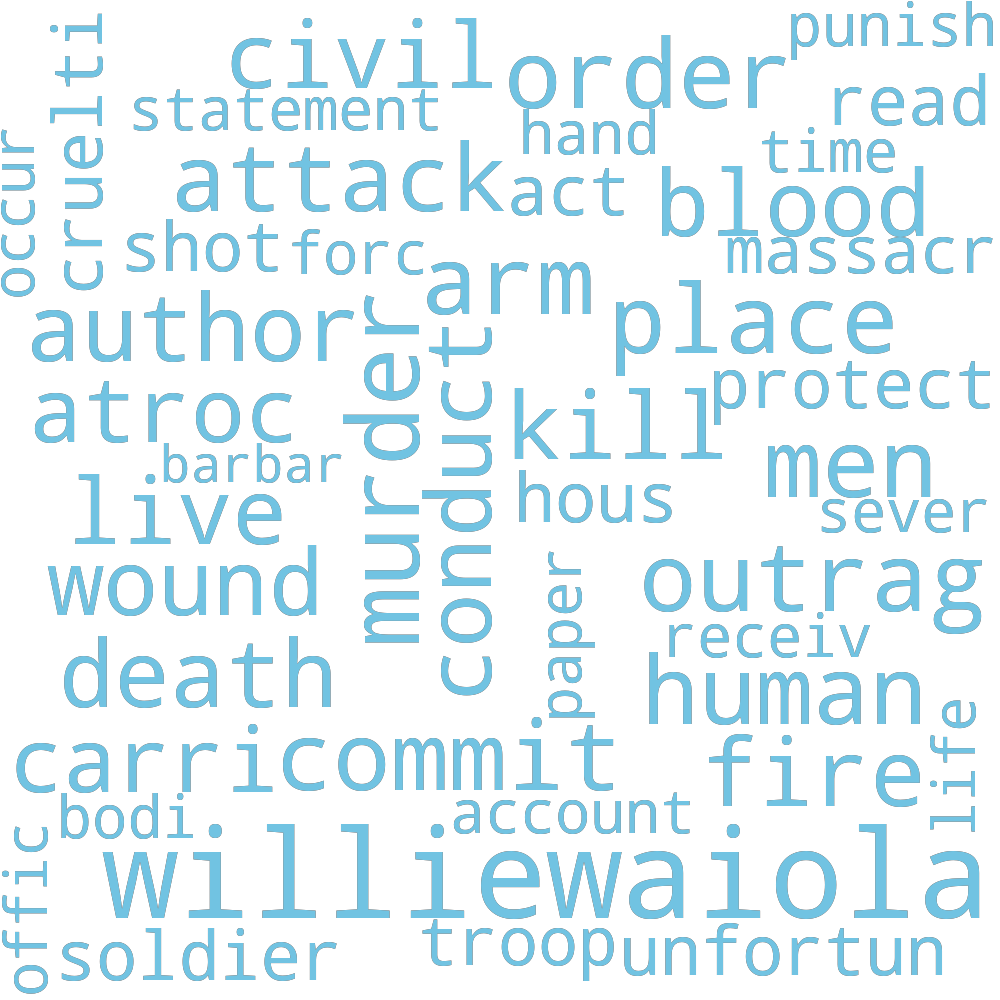 civil
order
punish
statement
hand
read
time
cruelti
occur
attack
act
blood
massacr
shot
forc
arm
author
murder
conduct
place
protect
atroc
kill
barbar
men
live
hous
sever
wound
outrag
paper
receiv
death
human
carri
commit
fire
life
bodi
account
williewaiola
offic
soldier
troop
unfortun